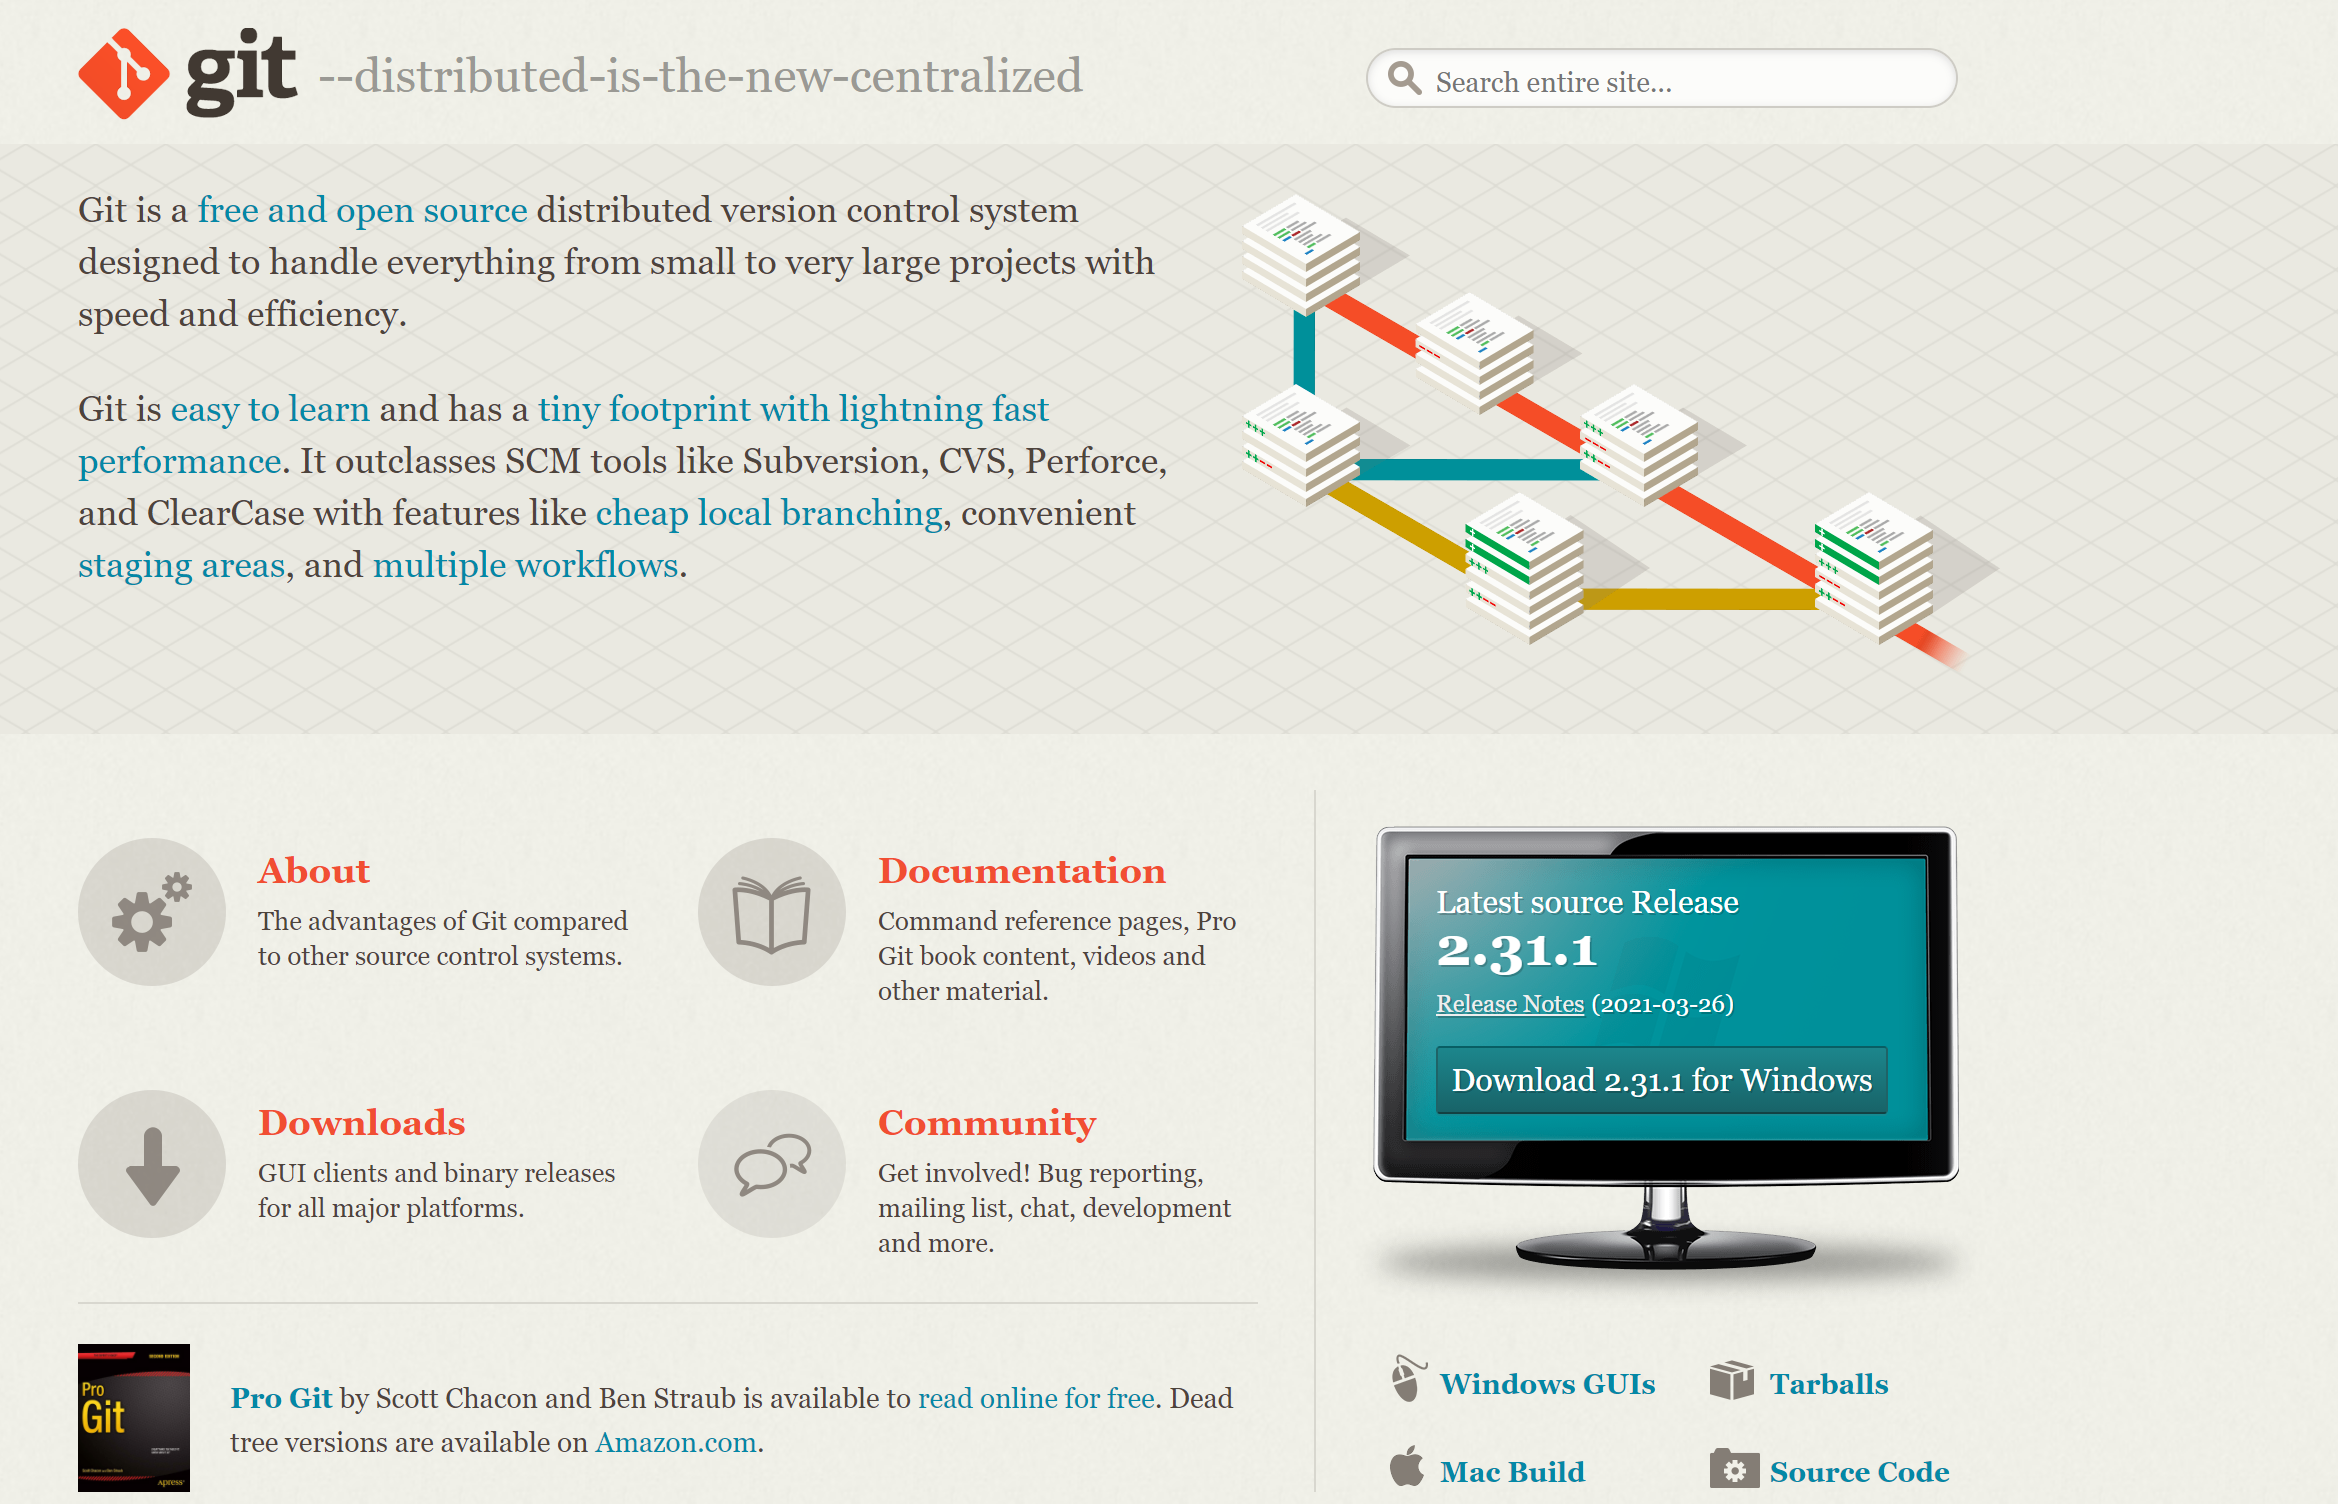 git --distributed-is-the-new-centralized
Search entire site...
Git is a free and open source distributed version control system
designed to handle everything from small to very large projects with
speed and efficiency.
Git is easy to learn and has a tiny footprint with lightning fast
performance. It outclasses SCM tools like Subversion, CVS, Perforce,
and ClearCase with features like cheap local branching, convenient
staging areas, and multiple workflows.
About
The advantages of Git compared
to other source control systems.
Documentation
Command reference pages, Pro
Git book content, videos and
other material.
Downloads
GUI clients and binary releases
for all major platforms.
Community
Get involved! Bug reporting,
mailing list, chat, development
and more.
Pro
Git
Apress
Pro Git by Scott Chacon and Ben Straub is available to read online for free. Dead
tree versions are available on Amazon.com.
Latest source Release
2.31.1
Release Notes (2021-03-26)
Download 2.31.1 for Windows
Windows GUIs
Tarballs
Mac Build
Source Code